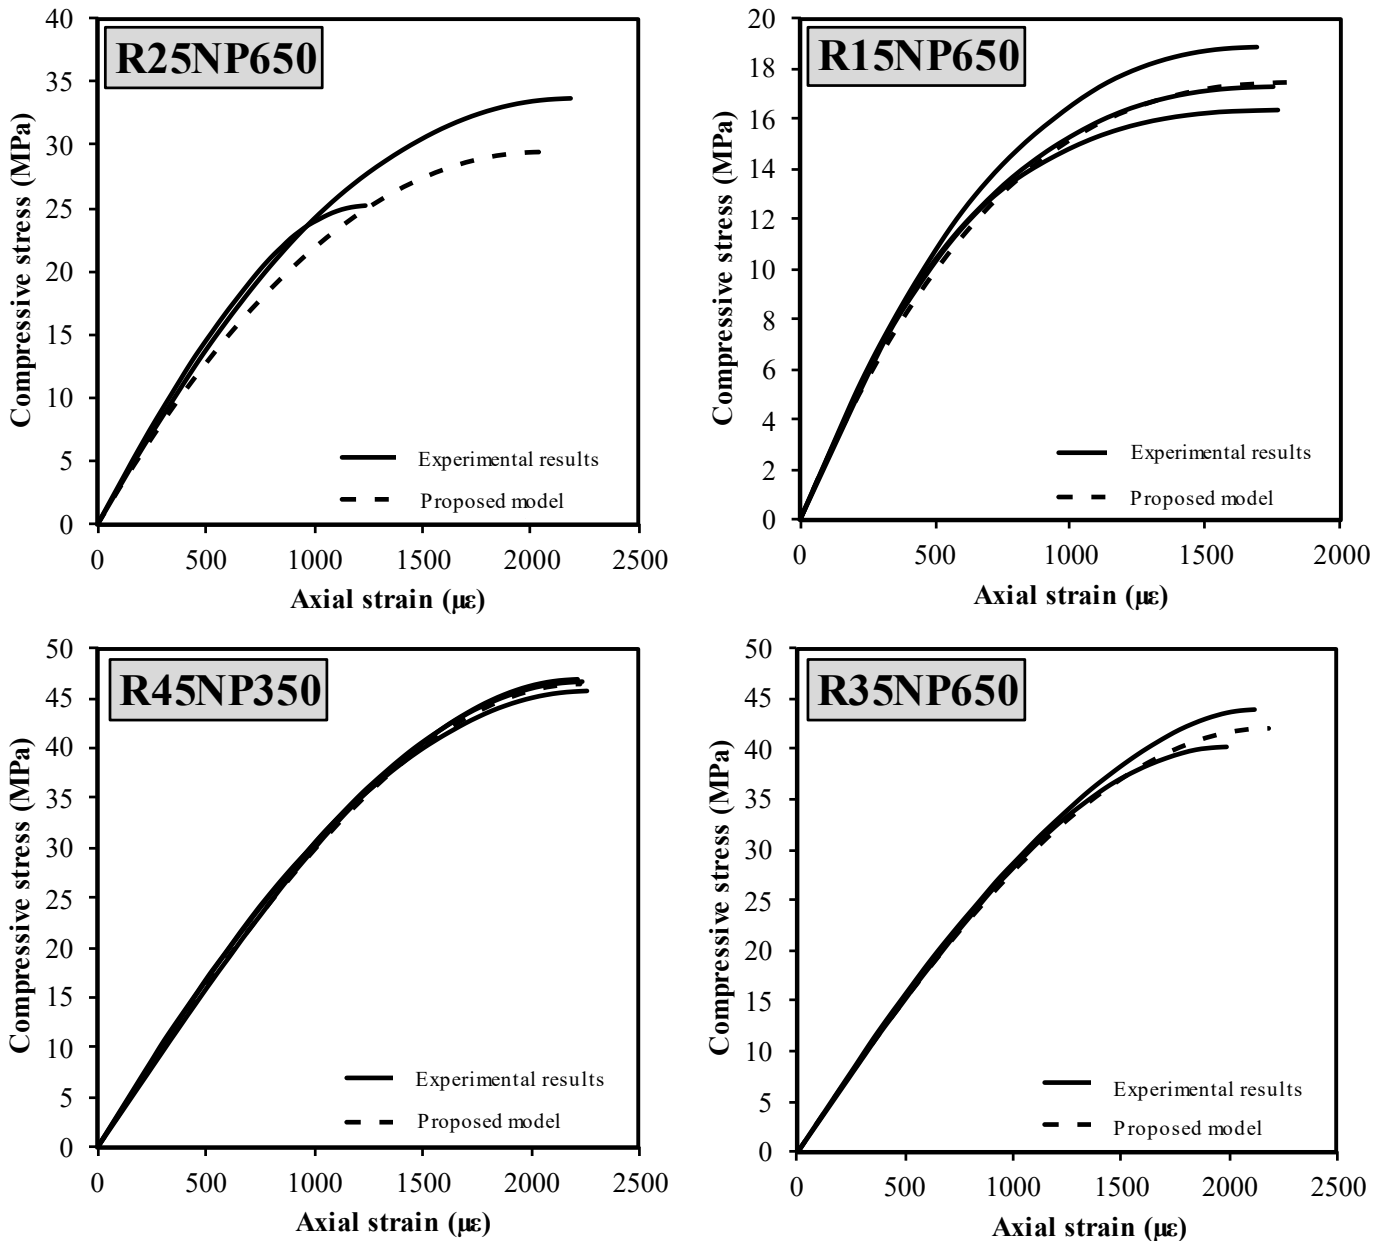 R25NP650
Compressive stress (MPa)
40
35
30
25
20
15
10
5
0
Experimental results
Proposed model
0 500 1000 1500 2000 2500
Axial strain (με)
R15NP650
Compressive stress (MPa)
20
18
16
14
12
10
8
6
4
2
0
Experimental results
Proposed model
0 500 1000 1500 2000
Axial strain (με)
R45NP350
Compressive stress (MPa)
50
45
40
35
30
25
20
15
10
5
0
Experimental results
Proposed model
0 500 1000 1500 2000 2500
Axial strain (με)
R35NP650
Compressive stress (MPa)
50
45
40
35
30
25
20
15
10
5
0
Experimental results
Proposed model
0 500 1000 1500 2000 2500
Axial strain (με)